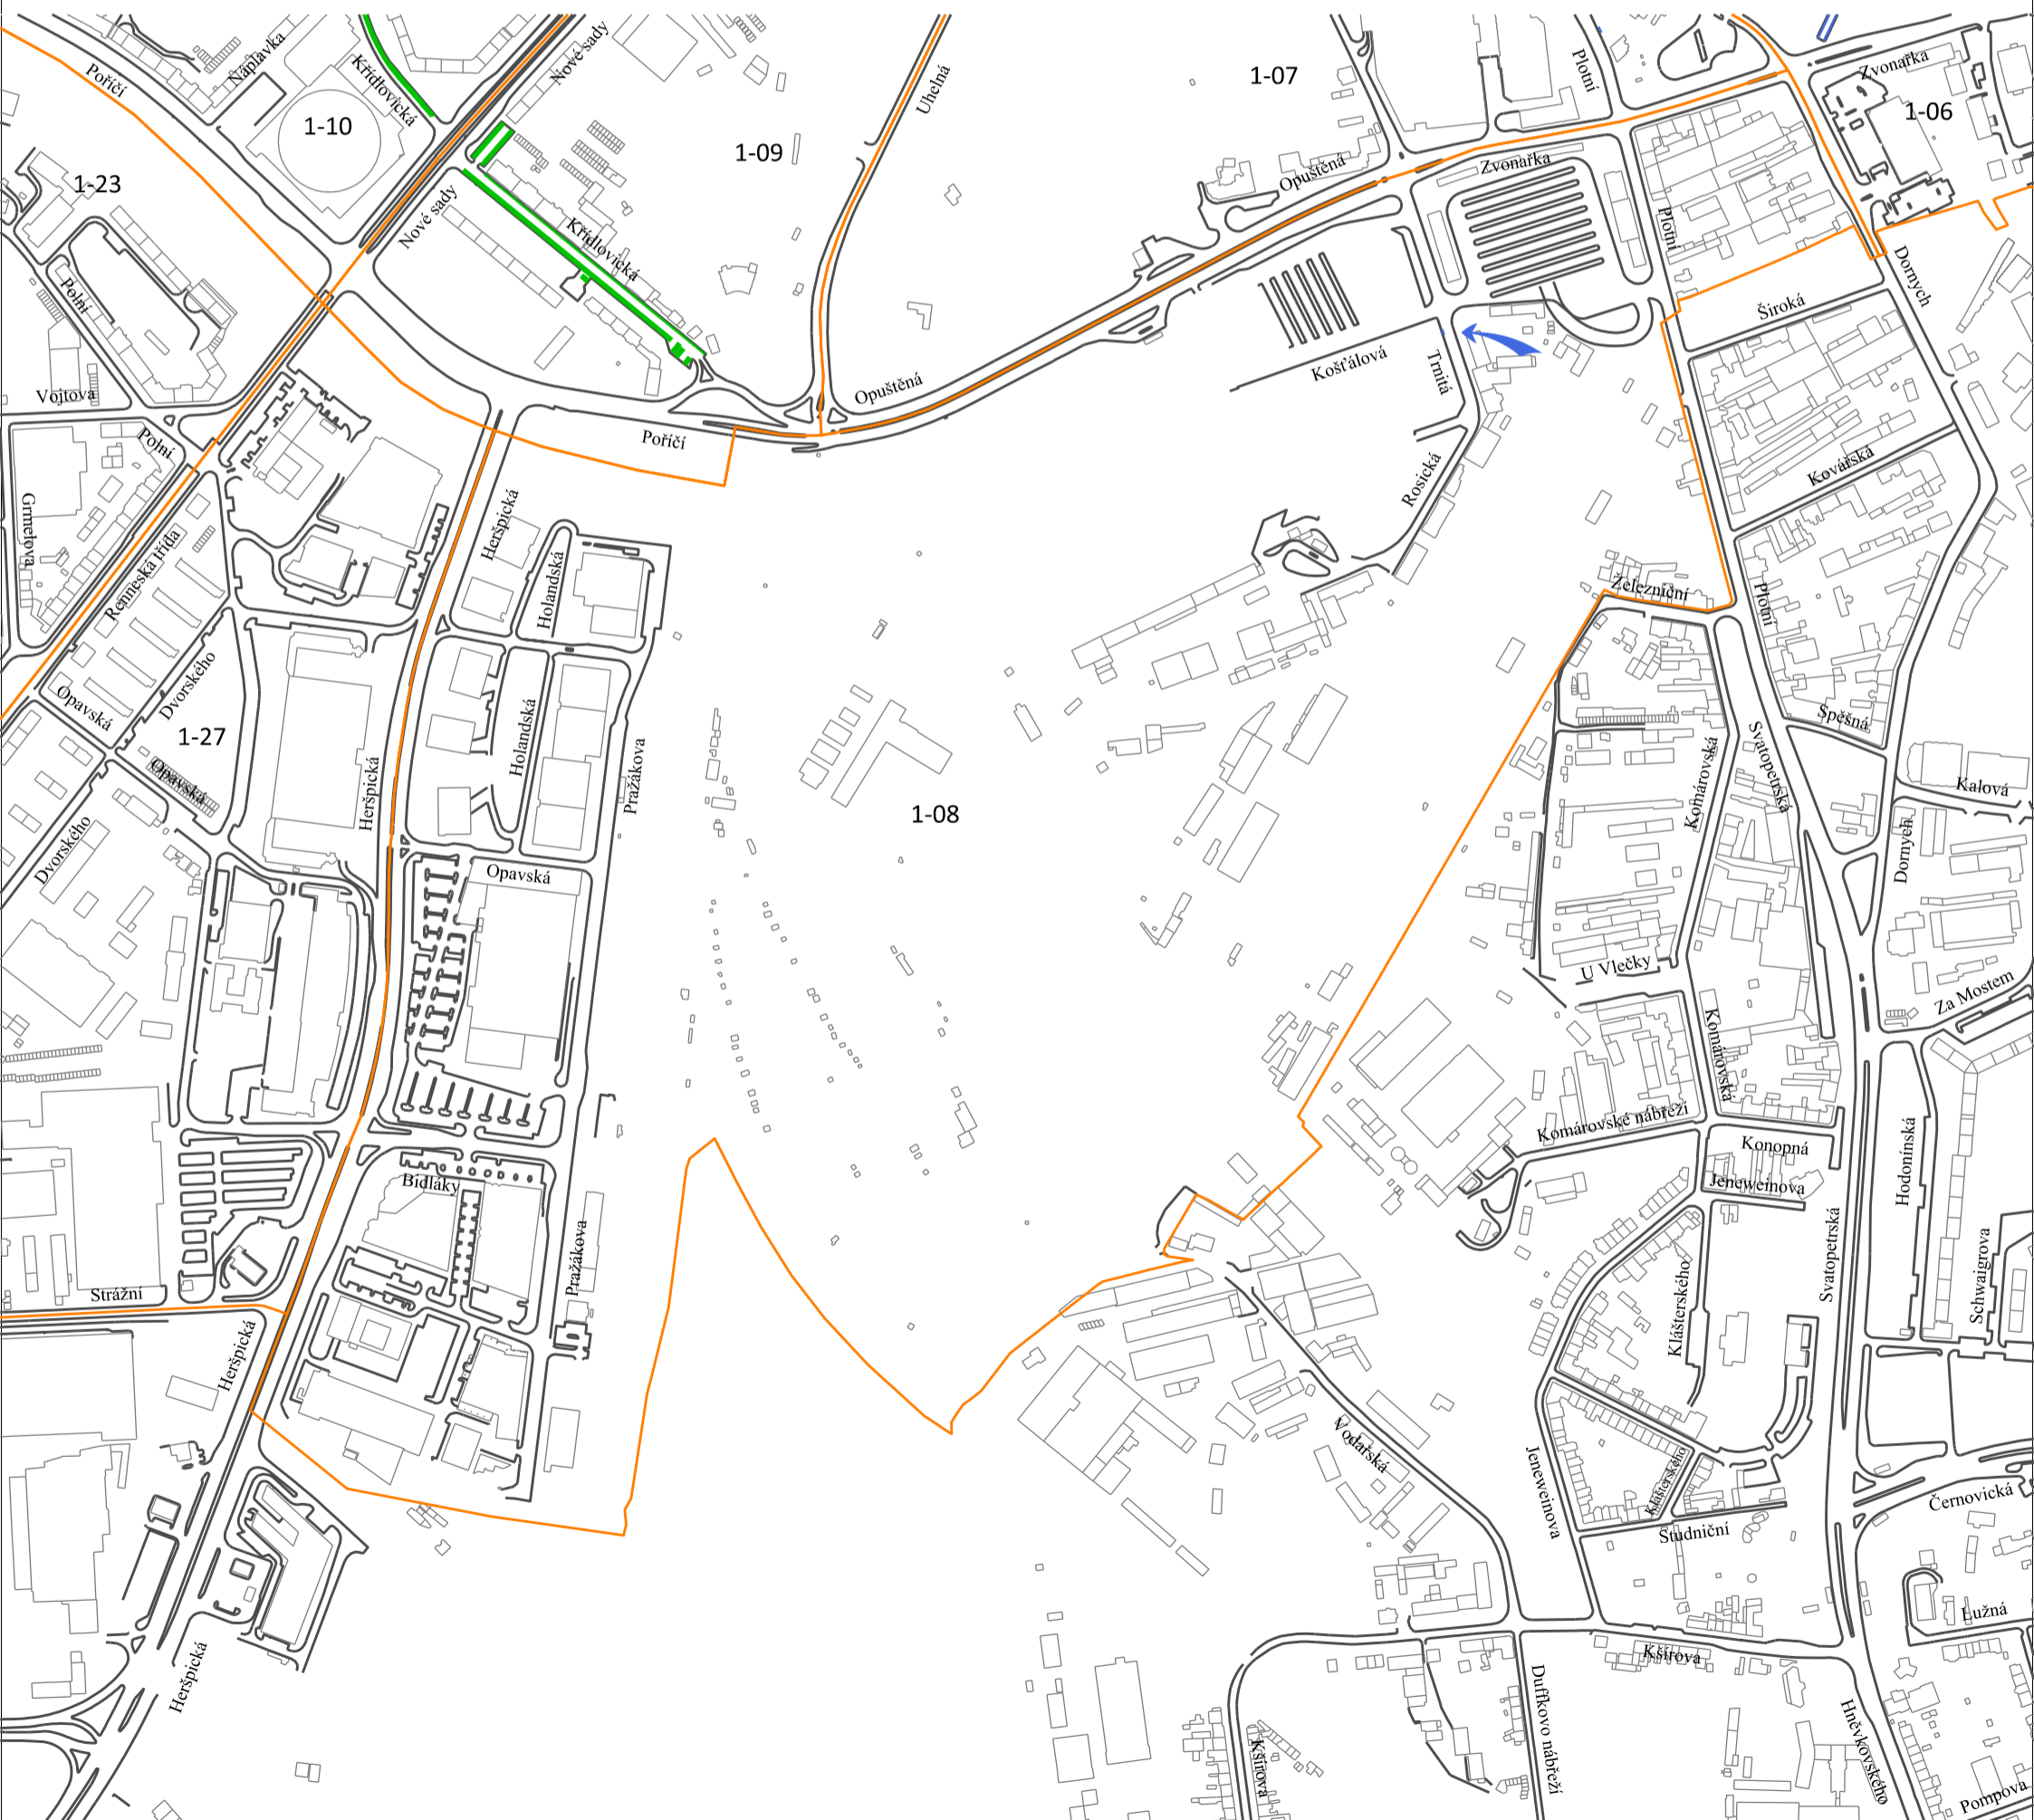 Náplavka
Nové sady
Poříčí
Křídlovická
1-10
1-09
Uhelná
1-07
Plotní
Zvonařka
1-06
1-23
Opuštěná
Zvonařka
Nové sady
Křídlovická
Plotní
Polní
Dornych
Široká
Košťálová
Trnitá
Vojtova
Opuštěná
Polní
Poříčí
Rosická
Kovářská
Grmelova
Heršpická
Renneská třída
Holandská
Železniční
Plotní
Dvorského
Opavská
Holandská
Spěšná
1-27
Opavská
Heršpická
Pražákova
Komárovská
Svatopetrská
Kalová
1-08
Dvorského
Opavská
Dornych
U Vlečky
Za Mostem
Komárovská
Komárovské nábřeží
Konopná
Hodonínská
Bidláky
Jeneweinova
Pražákova
Svatopetrská
Schwaigrova
Klášterského
Strážní
Heršpická
Vodařská
Klášterského
Jeneweinova
Černovická
Studniční
Lužná
Heršpická
Kšírova
Dufkovo nábřeží
Hněvkovského
Kšírova
Pompova